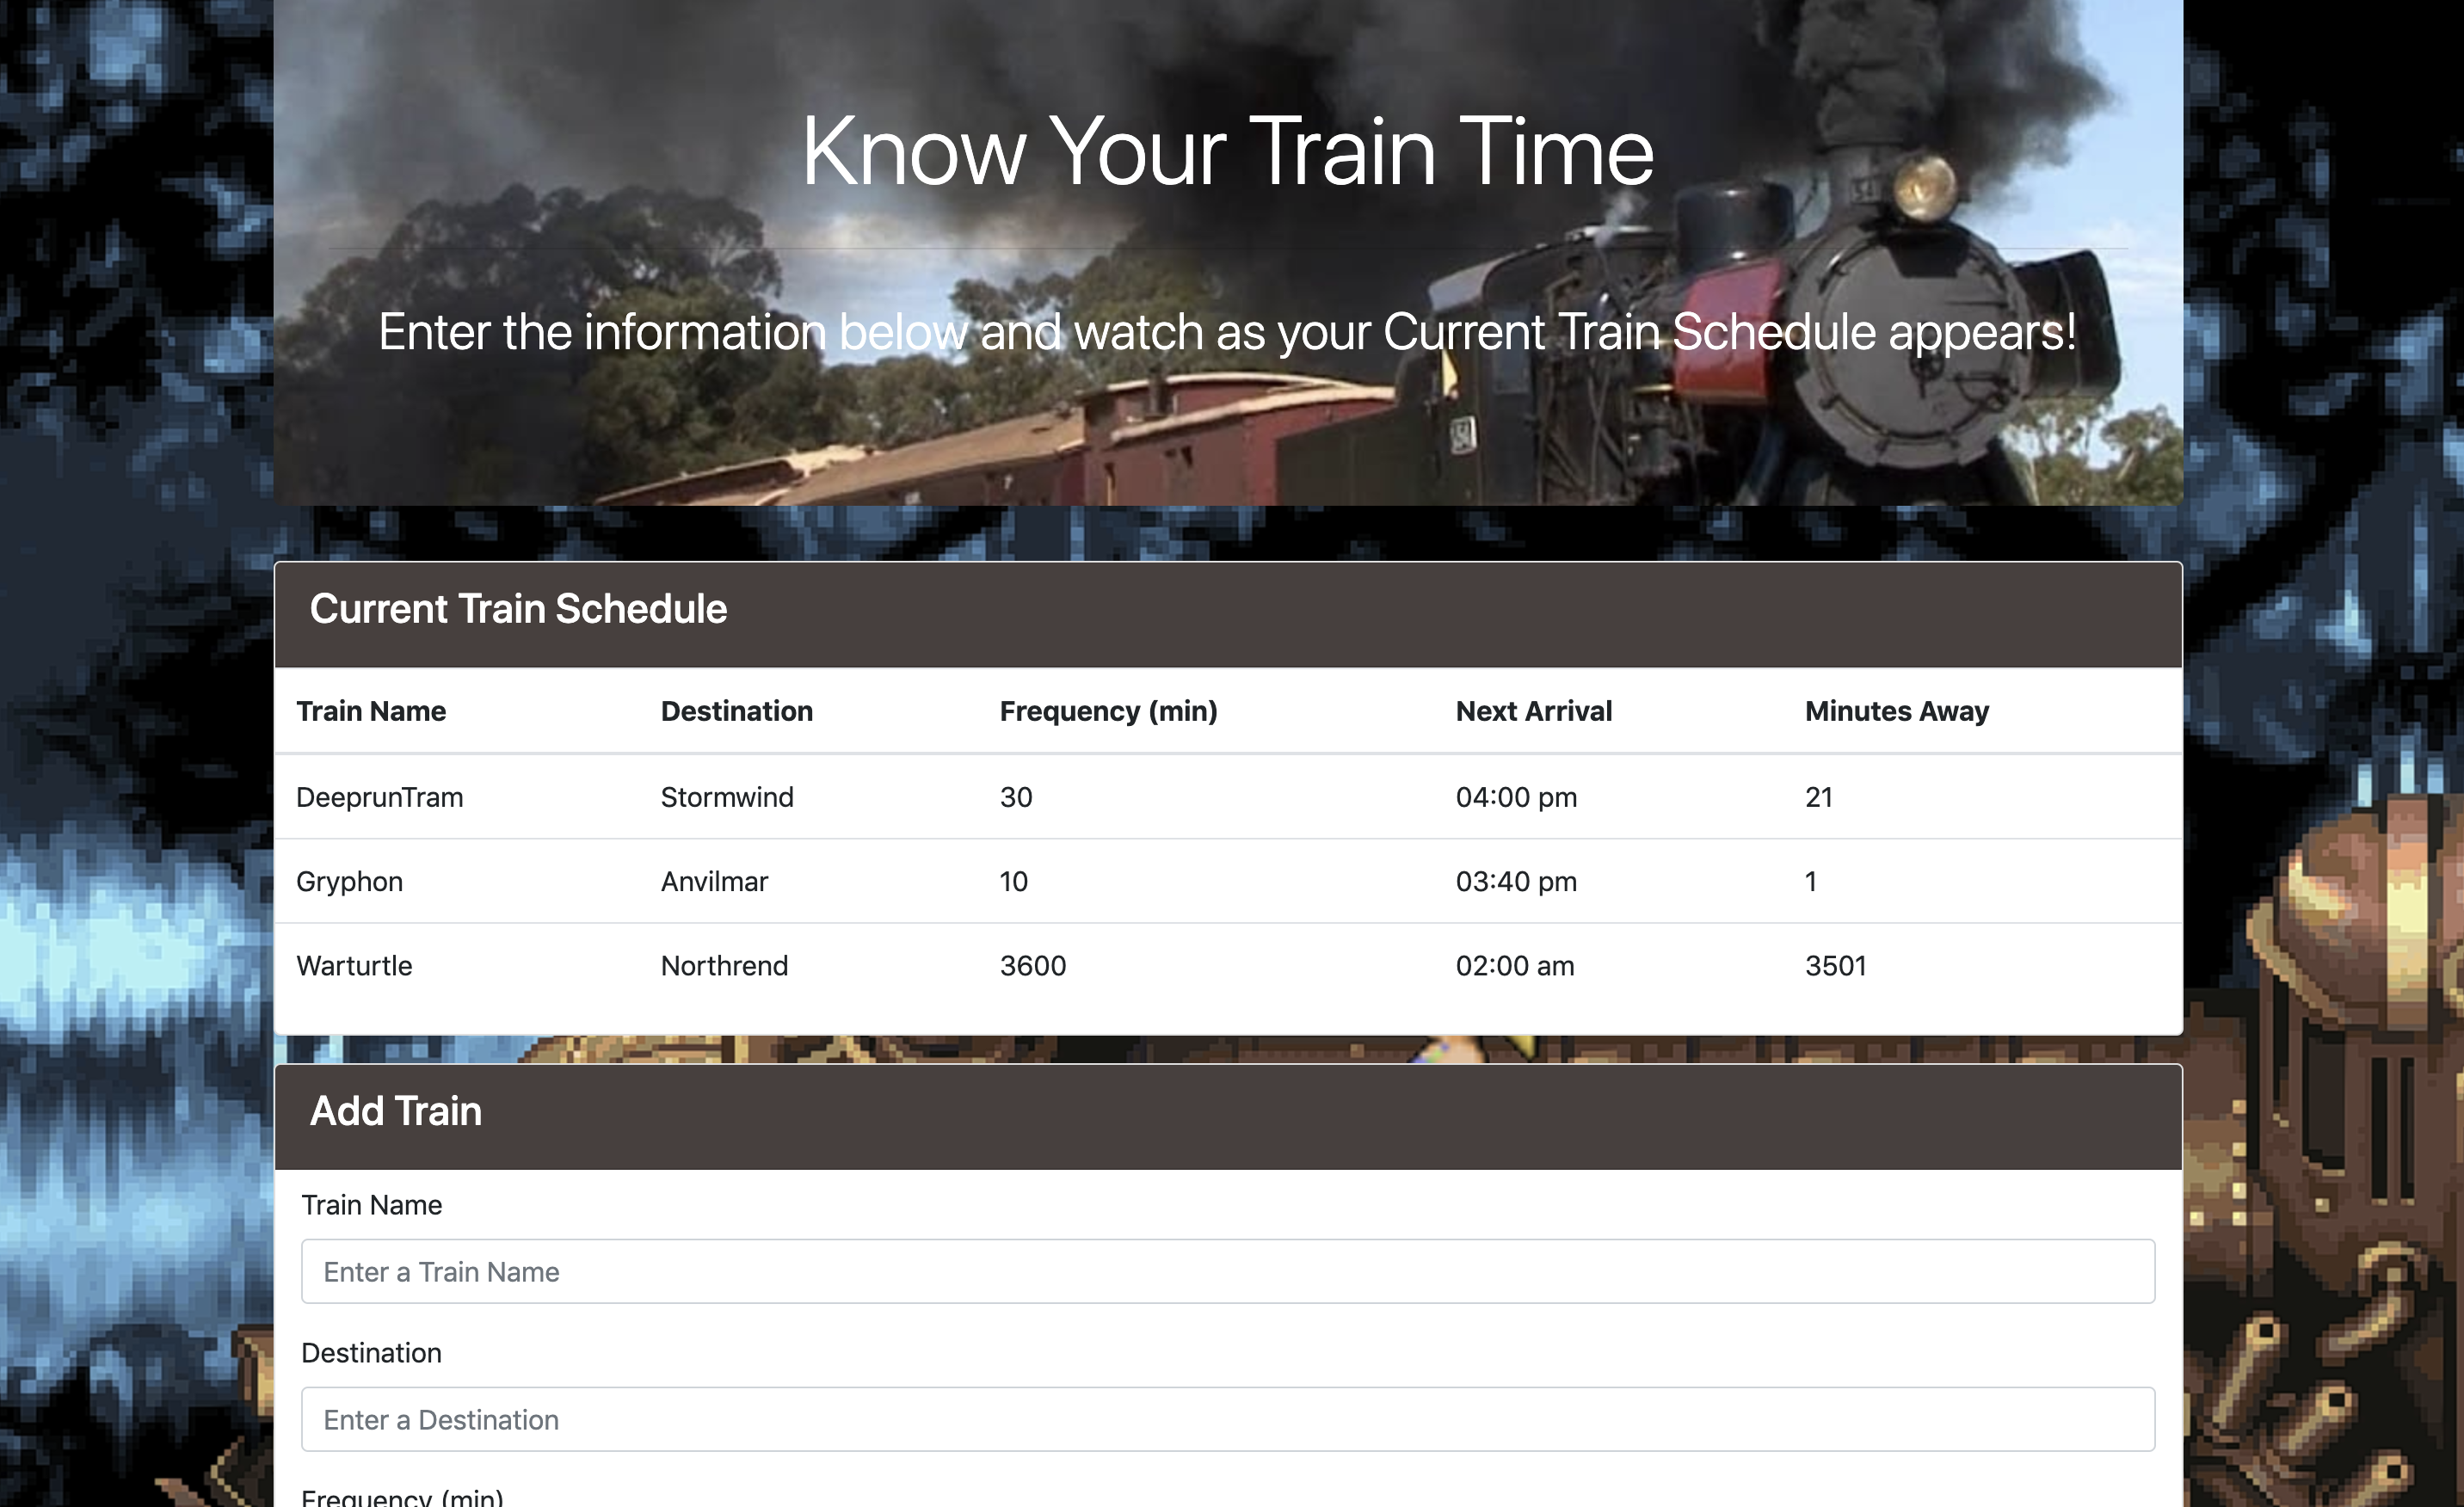 Know Your Train Time
Enter the information below and watch as your Current Train Schedule appears!
Current Train Schedule
Train Name Destination Frequency (min) Next Arrival Minutes Away
DeeprunTram Stormwind 30 04:00 pm 21
Gryphon Anvilmar 10 03:40 pm 1
Warturtle Northrend 3600 02:00 am 3501
Add Train
Train Name
Enter a Train Name
Destination
Enter a Destination
Frequency (min)